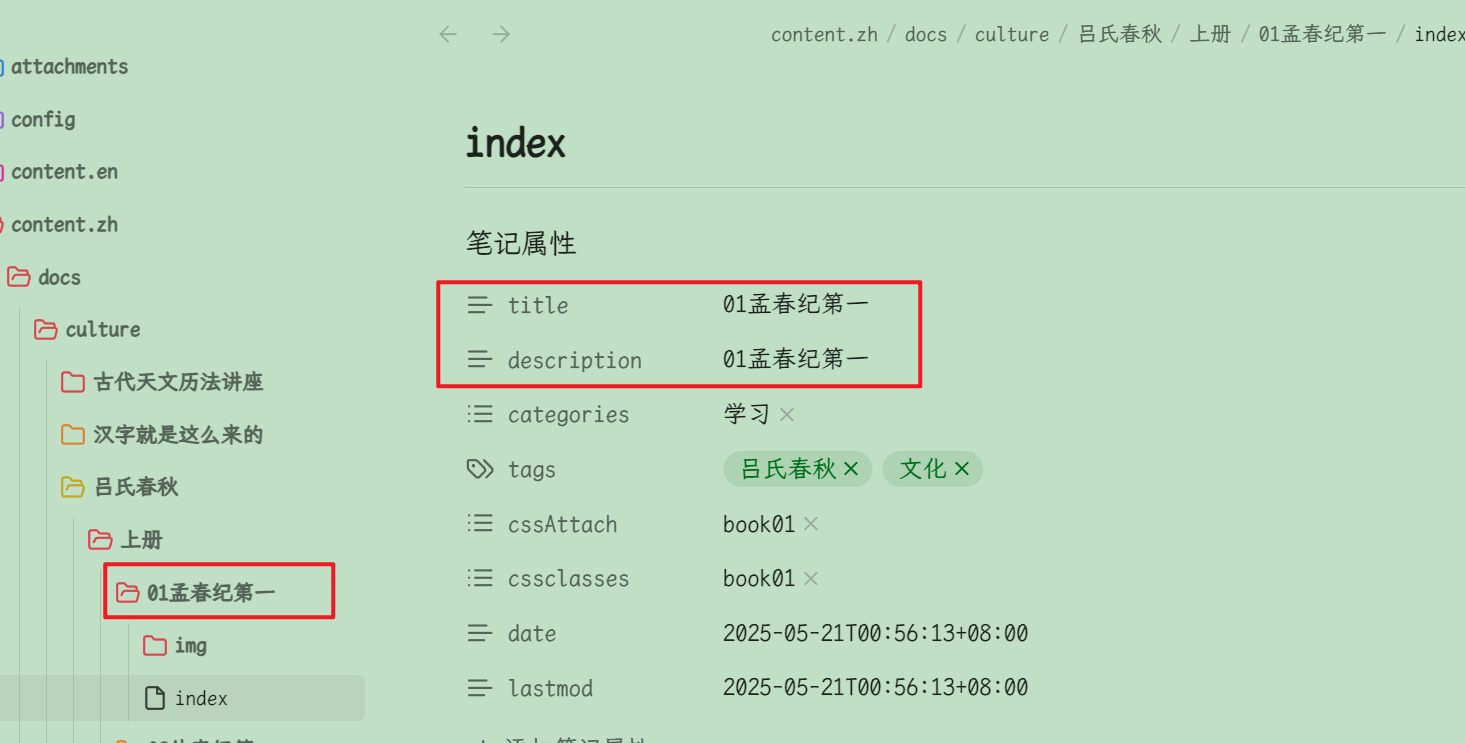 content.zh / docs / culture / 吕氏春秋 / 上册 / 01孟春纪第一 / index
attachments
config
content.en
content.zh
docs
culture
古代天文历法讲座
汉字就是这么来的
吕氏春秋
上册
01孟春纪第一
img
index
index
笔记属性
title 01孟春纪第一
description 01孟春纪第一
categories 学习
tags 吕氏春秋 文化
cssAttach book01
cssclasses book01
date 2025-05-21T00:56:13+08:00
lastmod 2025-05-21T00:56:13+08:00